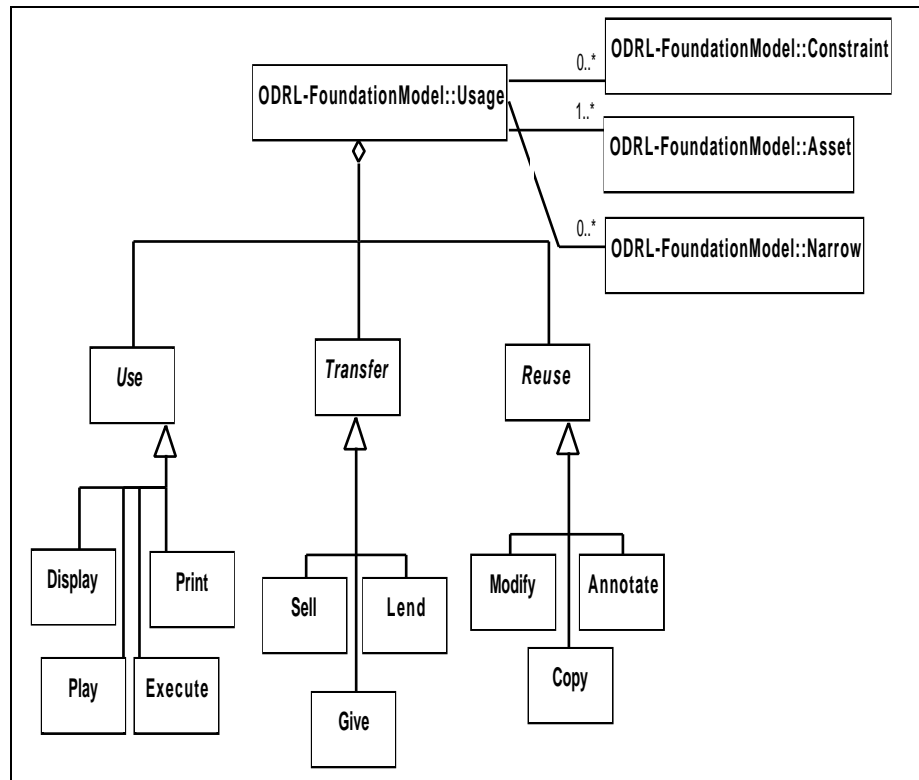 0..*
ODRL-FoundationModel::Constraint
ODRL-FoundationModel::Usage
1..*
ODRL-FoundationModel::Asset
0..*
ODRL-FoundationModel::Narrow
Use
Transfer
Reuse
Display
Print
Play
Execute
Sell
Lend
Give
Modify
Annotate
Copy